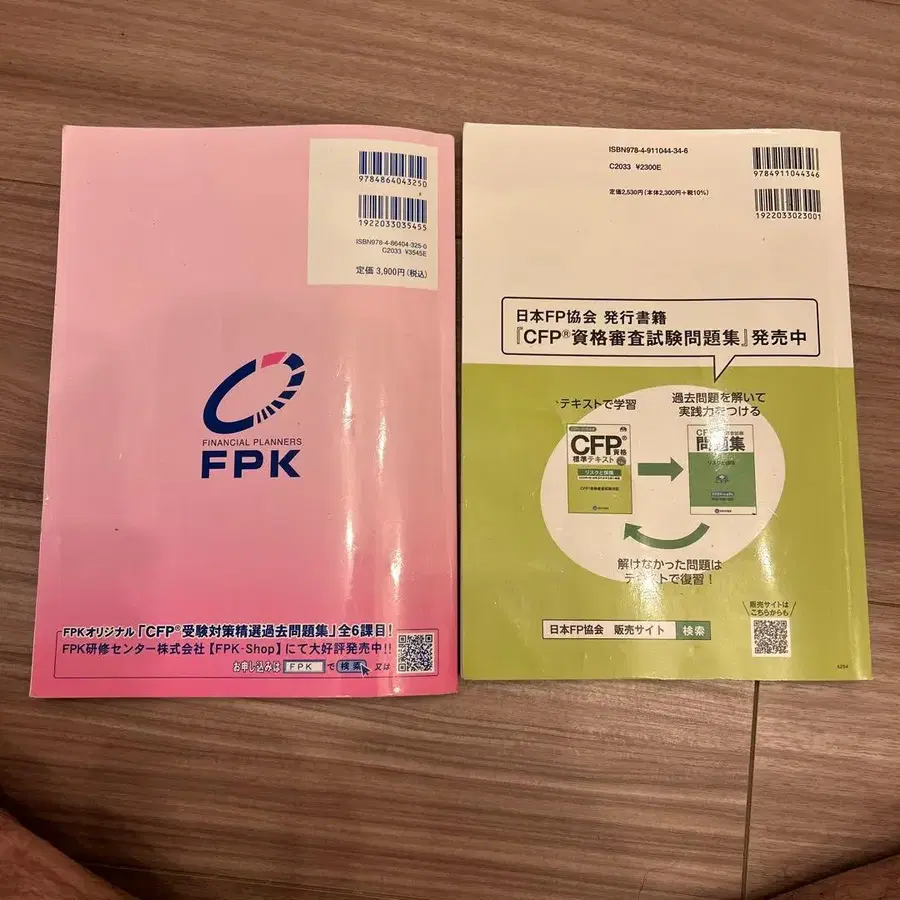 9784864043250
1922033035455
ISBN978-4-86404-325-0
C2033 ¥3545E
定価 3,900円(税込)
FINANCIAL PLANNERS
FPK
FPKオリジナル「CFP®受験対策精選過去問題集」全6課目!
FPK研修センター株式会社【FPK-Shop】にて大好評発売中!!
お申し込みは FPK で 検索 又は
ISBN978-4-911044-34-6
C2033 ¥2300E
9784911044346
定価2,530円(本体2,300円+税10%)
1922033023001
日本FP協会 発行書籍
『CFP®資格審査試験問題集』発売中
テキストで学習
過去問題を解いて
実践力をつける
CFP®資格
標準テキスト
リスクと保険
問題集
リスクと保険
解けなかった問題は
テキストで復習!
販売サイトは
こちらからも
日本FP協会 販売サイト 検索